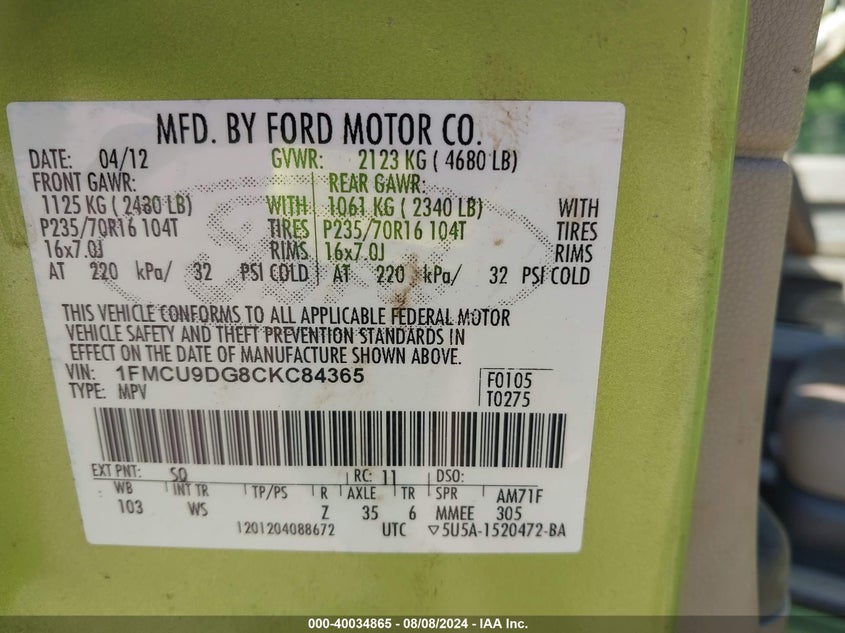 MFD. BY FORD MOTOR CO.
DATE: 04/12 GVWR: 2123 KG ( 4680 LB)
FRONT GAWR: REAR GAWR:
1125 KG ( 2480 LB) WITH 1061 KG ( 2340 LB) WITH
P235/70R16 104T TIRES P235/70R16 104T TIRES
16x7.0J RIMS 16x7.0J RIMS
AT 220 kPa/ 32 PSI COLD AT 220 kPa/ 32 PSI COLD
THIS VEHICLE CONFORMS TO ALL APPLICABLE FEDERAL MOTOR
VEHICLE SAFETY AND THEFT PREVENTION STANDARDS IN
EFFECT ON THE DATE OF MANUFACTURE SHOWN ABOVE.
VIN: 1FMCU9DG8CKC84365
TYPE: MPV
F0105
T0275
EXT PNT: SQ RC: 11 DSO:
WB INT TR TP/PS R AXLE TR SPR AM71F
103 WS Z 35 6 MMEE 305
1201204088672 UTC ▽5U5A-1520472-BA
000-40034865 - 08/08/2024 - IAA Inc.